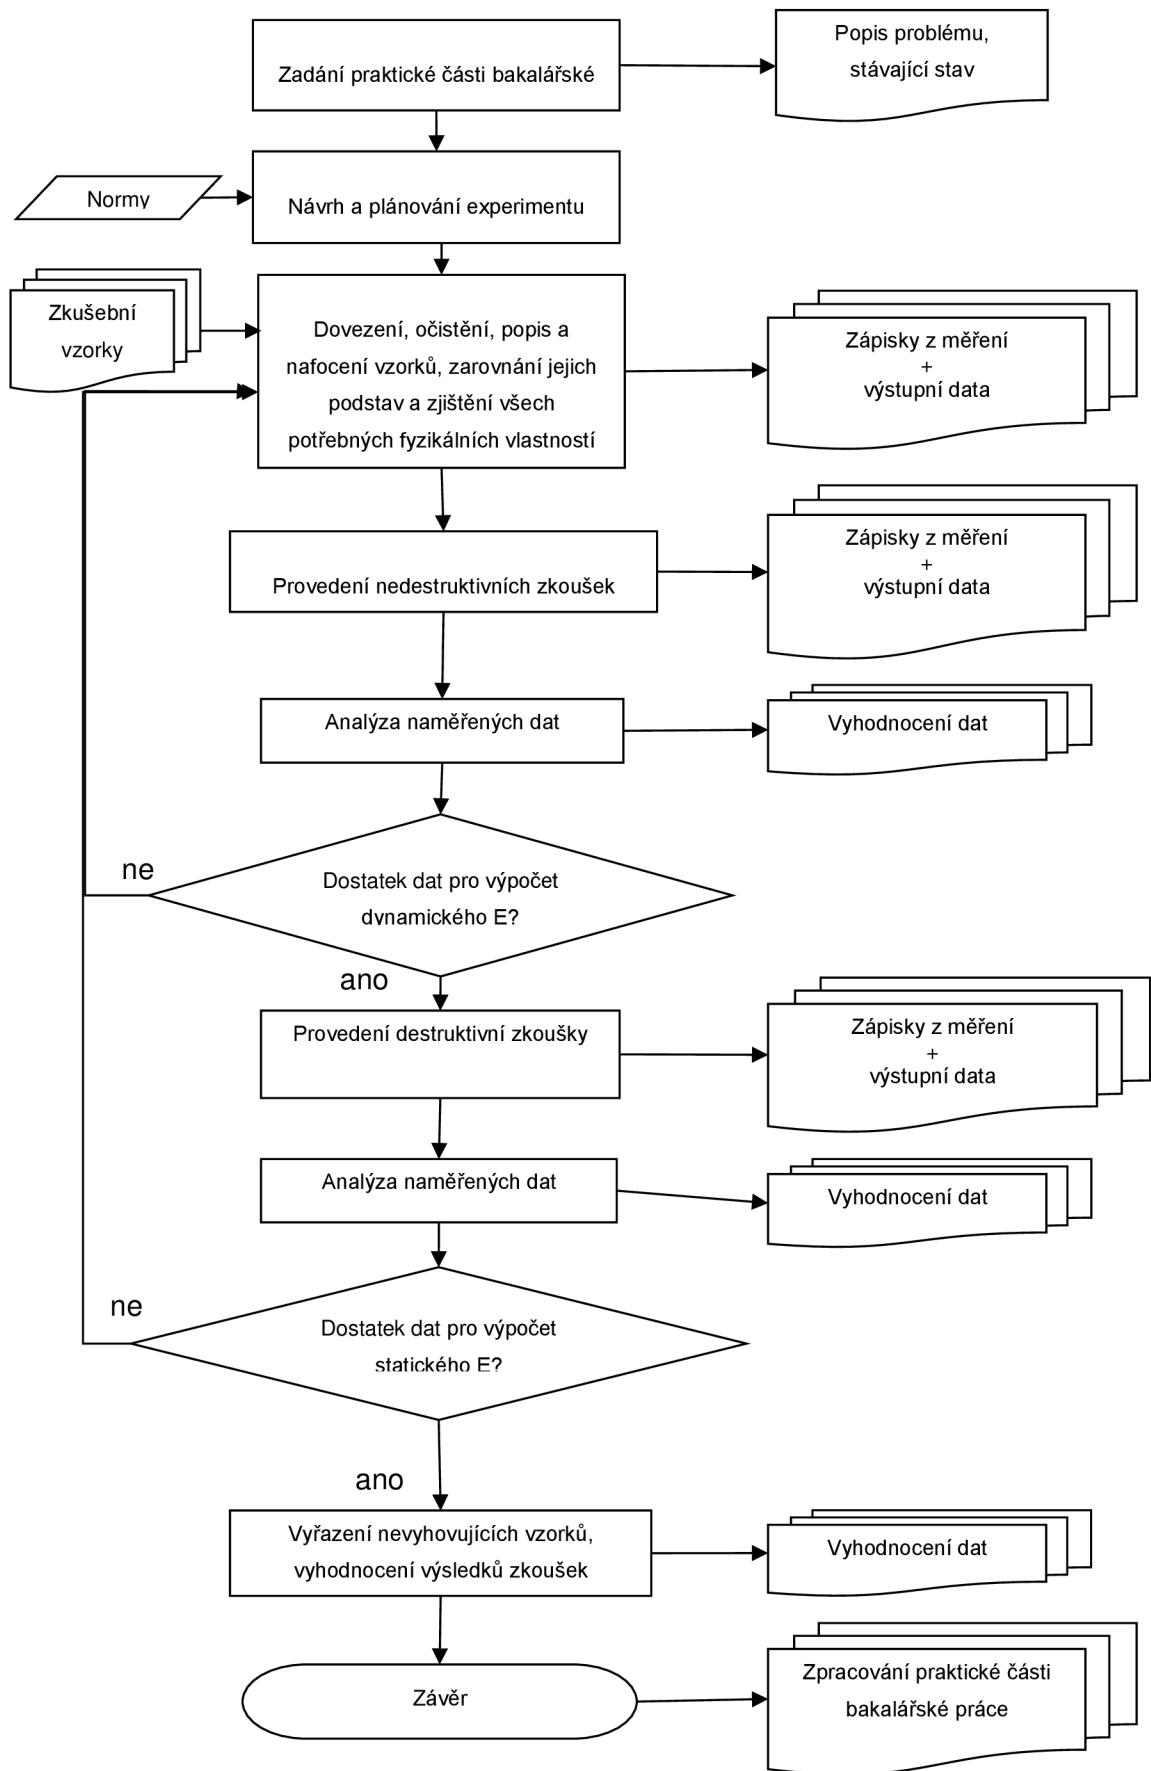 Zadání praktické části bakalářské
Popis problému,
stávající stav
Normy
Návrh a plánování experimentu
Zkušební
vzorky
Dovezení, očistění, popis a
nafocení vzorků, zarovnání jejich
podstav a zjištění všech
potřebných fyzikálních vlastností
Zápisky z měření
+
výstupní data
Provedení nedestruktivních zkoušek
Zápisky z měření
+
výstupní data
Analýza naměřených dat
Vyhodnocení dat
ne
Dostatek dat pro výpočet
dynamického E?
ano
Provedení destruktivní zkoušky
Zápisky z měření
+
výstupní data
Analýza naměřených dat
Vyhodnocení dat
ne
Dostatek dat pro výpočet
statického E?
ano
Vyřazení nevyhovujících vzorků,
vyhodnocení výsledků zkoušek
Vyhodnocení dat
Závěr
Zpracování praktické části
bakalářské práce